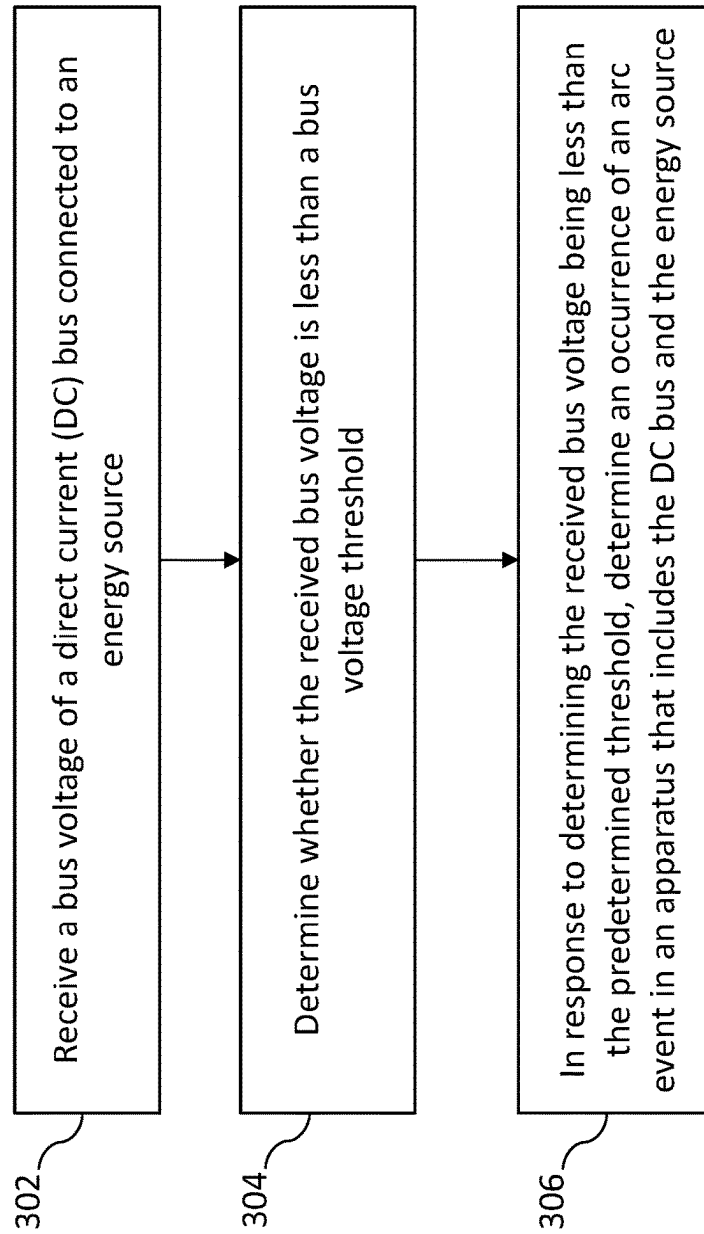 302
Receive a bus voltage of a direct current (DC) bus connected to an
energy source
304
Determine whether the received bus voltage is less than a bus
voltage threshold
306
In response to determining the received bus voltage being less than
the predetermined threshold, determine an occurrence of an arc
event in an apparatus that includes the DC bus and the energy source